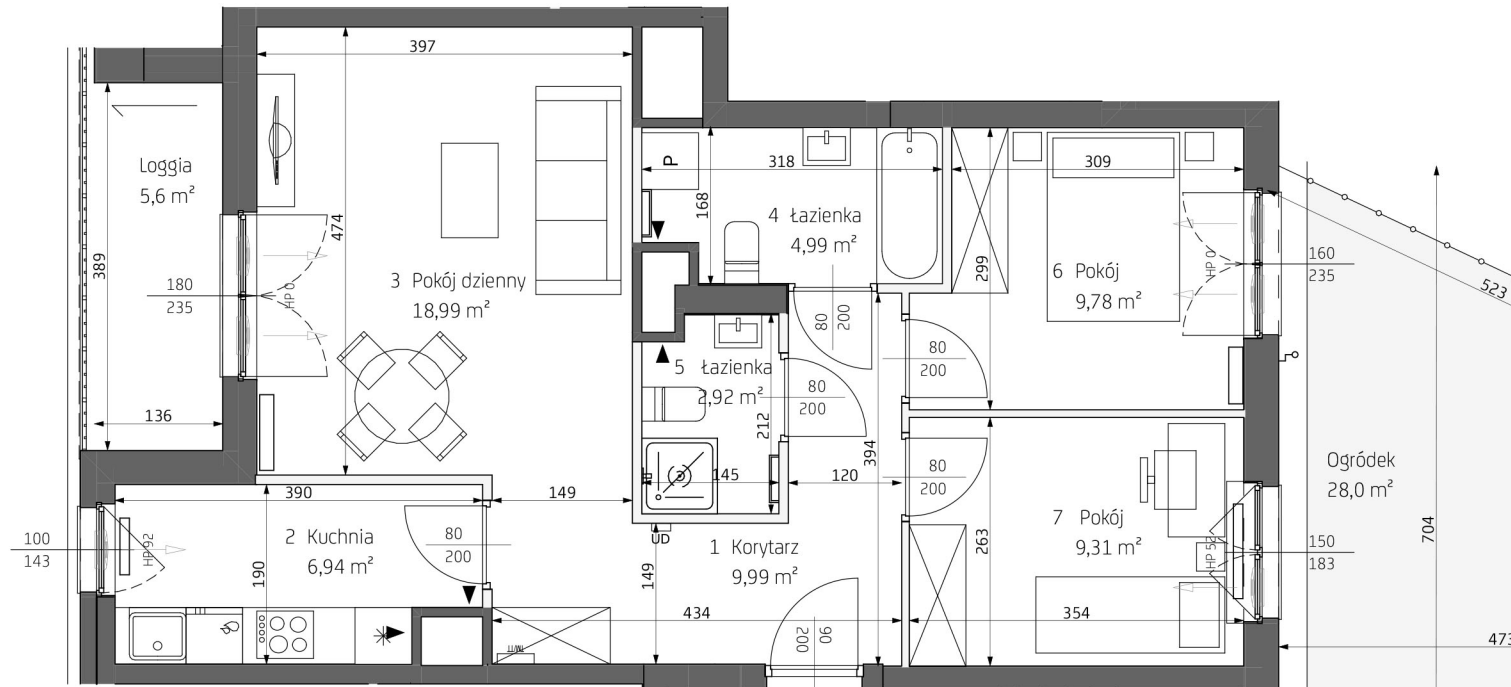 397
Loggia
5,6 m²
389
136
180
235
HP 0
474
3 Pokój dzienny
18,99 m²
P
318
168
4 Łazienka
4,99 m²
309
299
6 Pokój
9,78 m²
HP 0
160
235
523
80
200
80
200
5 Łazienka
2,92 m²
80
200
212
145
394
120
80
200
263
7 Pokój
9,31 m²
HP 52
150
183
354
Ogródek
28,0 m²
704
473
390
149
100
143
HP 92
2 Kuchnia
6,94 m²
190
80
200
UD
149
1 Korytarz
9,99 m²
434
90
200